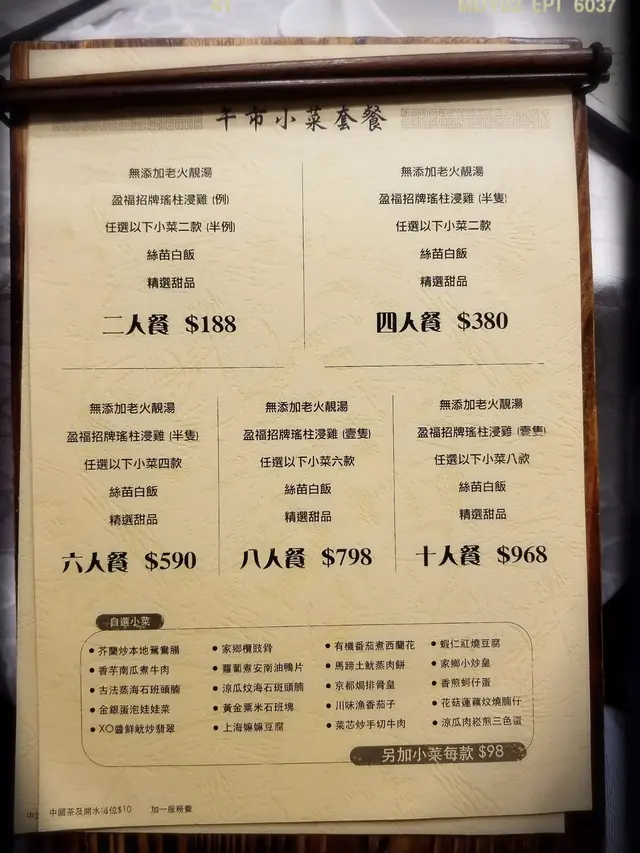 午市小菜套餐
無添加老火靚湯
盈福招牌瑤柱浸雞 (例)
任選以下小菜二款 (半例)
絲苗白飯
精選甜品
二人餐 $188
無添加老火靚湯
盈福招牌瑤柱浸雞 (半隻)
任選以下小菜二款
絲苗白飯
精選甜品
四人餐 $380
無添加老火靚湯
盈福招牌瑤柱浸雞 (半隻)
任選以下小菜四款
絲苗白飯
精選甜品
六人餐 $590
無添加老火靚湯
盈福招牌瑤柱浸雞 (壹隻)
任選以下小菜六款
絲苗白飯
精選甜品
八人餐 $798
無添加老火靚湯
盈福招牌瑤柱浸雞 (壹隻)
任選以下小菜八款
絲苗白飯
精選甜品
十人餐 $968
自選小菜
芥蘭炒本地鴛鴦腸
香芋南瓜煮牛肉
古法蒸海石班頭腩
金銀蛋泡娃娃菜
XO醬鮮魷炒翡翠
家鄉欖豉骨
蘿蔔煮安南油鴨片
涼瓜炆海石班頭腩
黃金粟米石班塊
上海嫲嫲豆腐
有機番茄煮西蘭花
馬蹄土魷蒸肉餅
京都焗排骨皇
川味漁香茄子
菜芯炒手切牛肉
蝦仁紅燒豆腐
家鄉小炒皇
香煎蚵仔蛋
花菇蓮藕炆燒腩仔
涼瓜肉崧煎三色蛋
另加小菜每款 $98
中國茶及開水每位$10 加一服務費